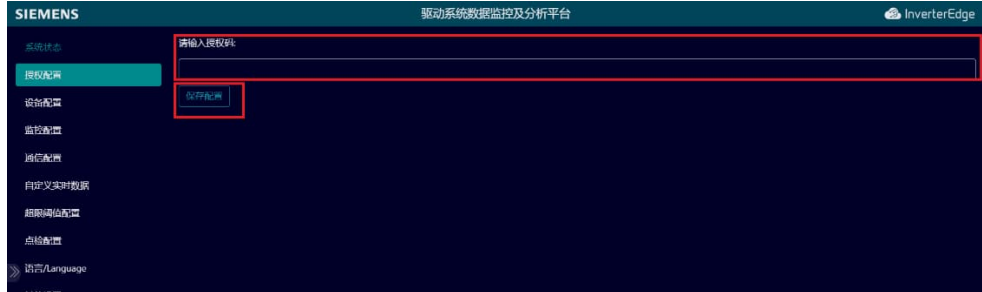 SIEMENS
驱动系统数据监控及分析平台
InverterEdge
系统状态
请输入授权码:
授权配置
保存配置
设备配置
监控配置
通信配置
自定义实时数据
超限阈值配置
点检配置
语言/Language